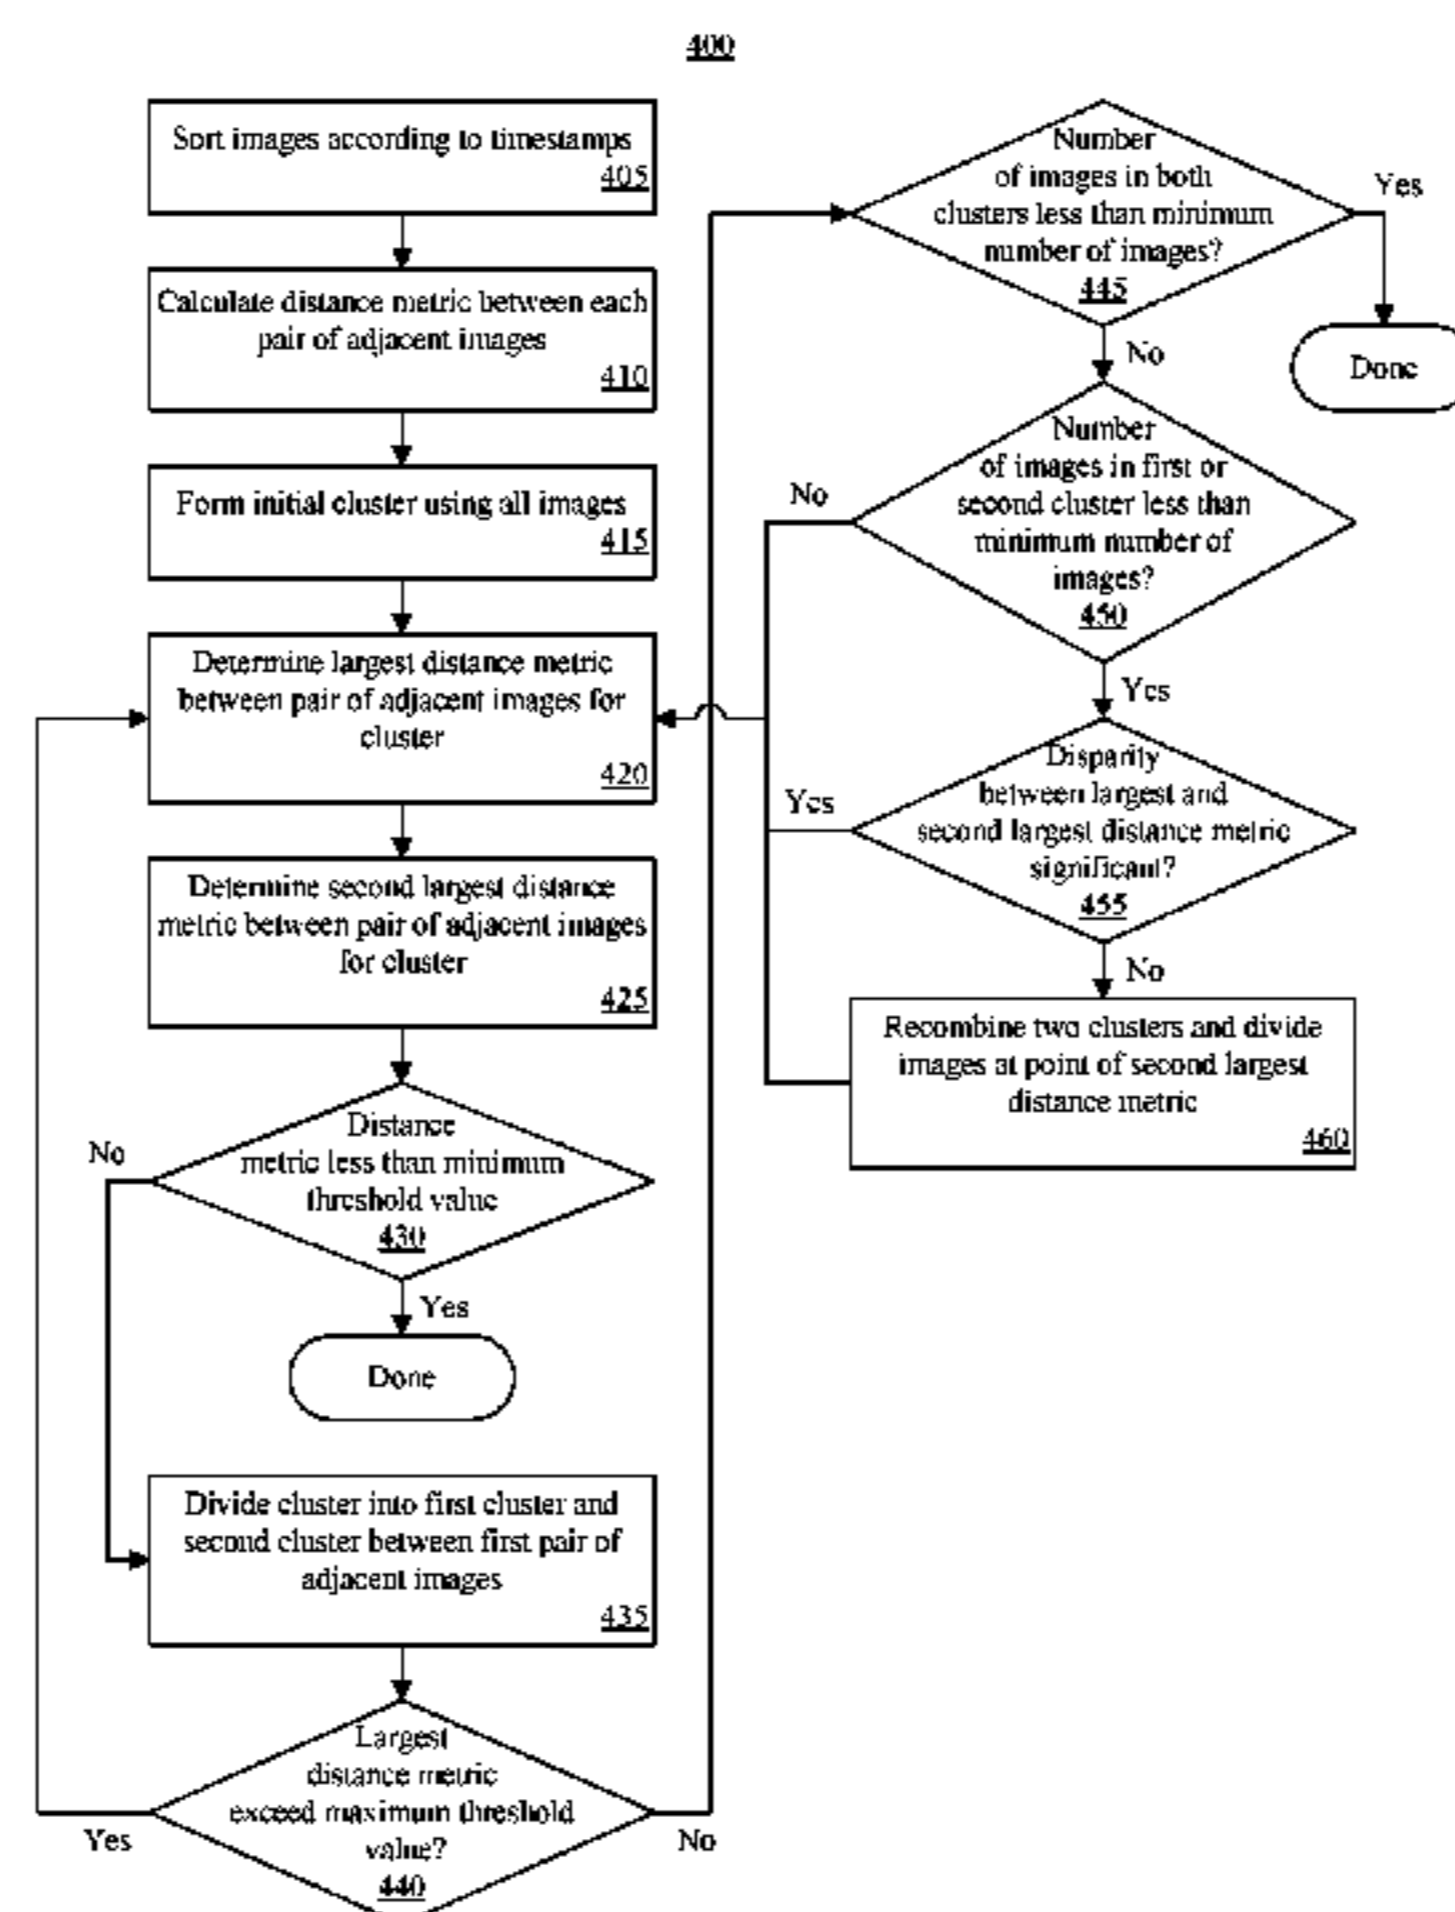 400
Sort images according to timestamps
405
Calculate distance metric between each
pair of adjacent images
410
Form initial cluster using all images
415
Determine largest distance metric
between pair of adjacent images for
cluster
420
Determine second largest distance
metric between pair of adjacent images
for cluster
425
Distance
metric less than minimum
threshold value
430
No
Yes
Done
Divide cluster into first cluster and
second cluster between first pair of
adjacent images
435
Largest
distance metric
exceed maximum threshold
value?
440
Yes
No
Number
of images in both
clusters less than minimum
number of images?
445
Yes
Done
No
Number
of images in first or
second cluster less than
minimum number of
images?
450
No
Yes
Disparity
between largest and
second largest distance metric
significant?
455
Yes
No
Recombine two clusters and divide
images at point of second largest
distance metric
460